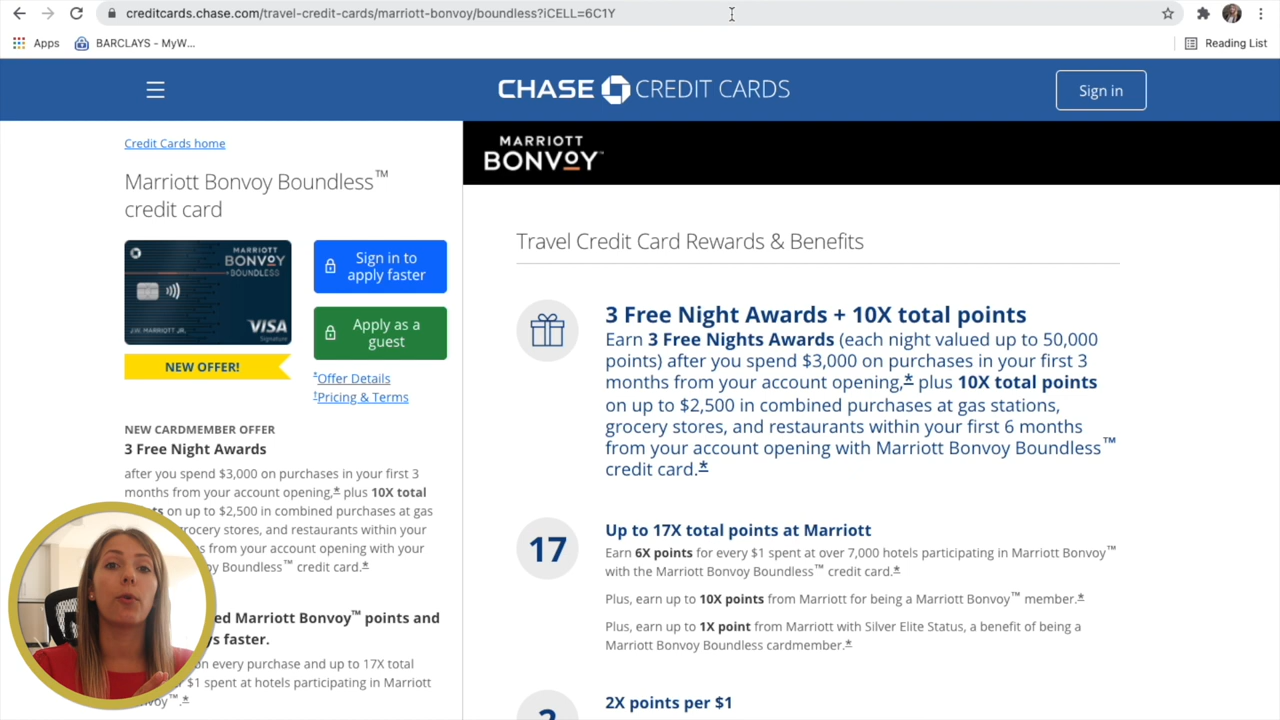 creditcards.chase.com/travel-credit-cards/marriott-bonvoy/boundless?iCELL=6C1Y
Apps
BARCLAYS - MyW...
Reading List
CHASE CREDIT CARDS
Sign in
Credit Cards home
Marriott Bonvoy Boundless™
credit card
MARRIOTT
BONVOY
BOUNDLESS
J.W. MARRIOTT JR.
VISA
Signature
NEW OFFER!
Sign in to
apply faster
Apply as a
guest
*Offer Details
†Pricing & Terms
NEW CARDMEMBER OFFER
3 Free Night Awards
after you spend $3,000 on purchases in your first 3
months from your account opening,* plus 10X total
on up to $2,500 in combined purchases at gas
grocery stores, and restaurants within your
from your account opening with your
Boundless™ credit card.*
Marriott Bonvoy™ points and
faster.
on every purchase and up to 17X total
$1 spent at hotels participating in Marriott
MARRIOTT
BONVOY™
Travel Credit Card Rewards & Benefits
3 Free Night Awards + 10X total points
Earn 3 Free Nights Awards (each night valued up to 50,000
points) after you spend $3,000 on purchases in your first 3
months from your account opening,* plus 10X total points
on up to $2,500 in combined purchases at gas stations,
grocery stores, and restaurants within your first 6 months
from your account opening with Marriott Bonvoy Boundless™
credit card.*
17
Up to 17X total points at Marriott
Earn 6X points for every $1 spent at over 7,000 hotels participating in Marriott Bonvoy™
with the Marriott Bonvoy Boundless™ credit card.*
Plus, earn up to 10X points from Marriott for being a Marriott Bonvoy™ member.*
Plus, earn up to 1X point from Marriott with Silver Elite Status, a benefit of being a
Marriott Bonvoy Boundless cardmember.*
2
2X points per $1